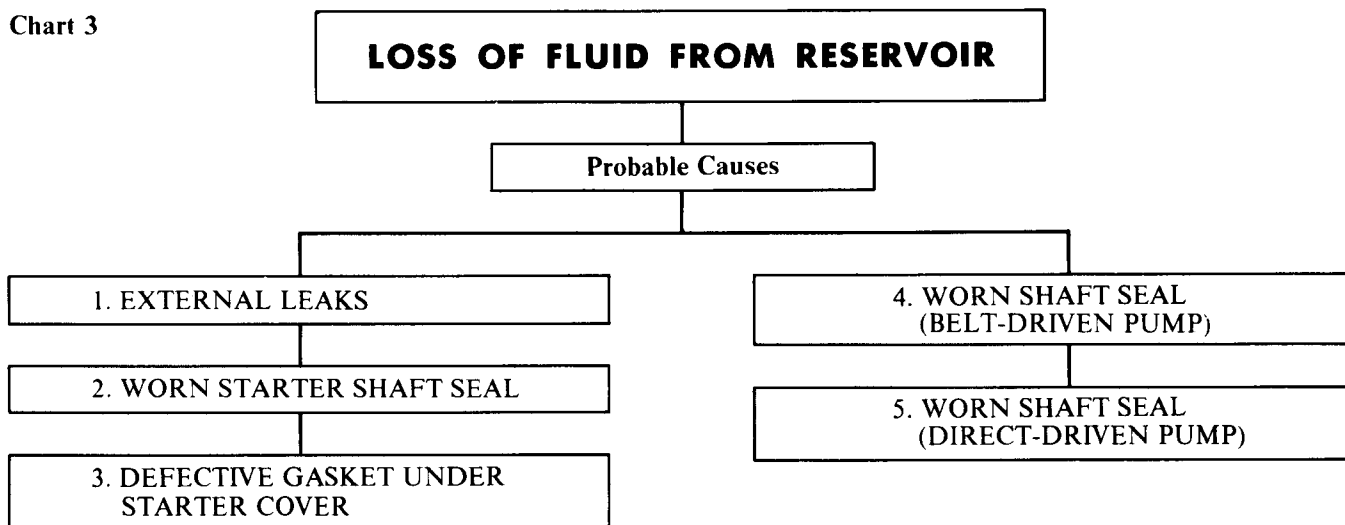 Chart 3
LOSS OF FLUID FROM RESERVOIR
Probable Causes
1. EXTERNAL LEAKS
2. WORN STARTER SHAFT SEAL
3. DEFECTIVE GASKET UNDER
STARTER COVER
4. WORN SHAFT SEAL
(BELT-DRIVEN PUMP)
5. WORN SHAFT SEAL
(DIRECT-DRIVEN PUMP)